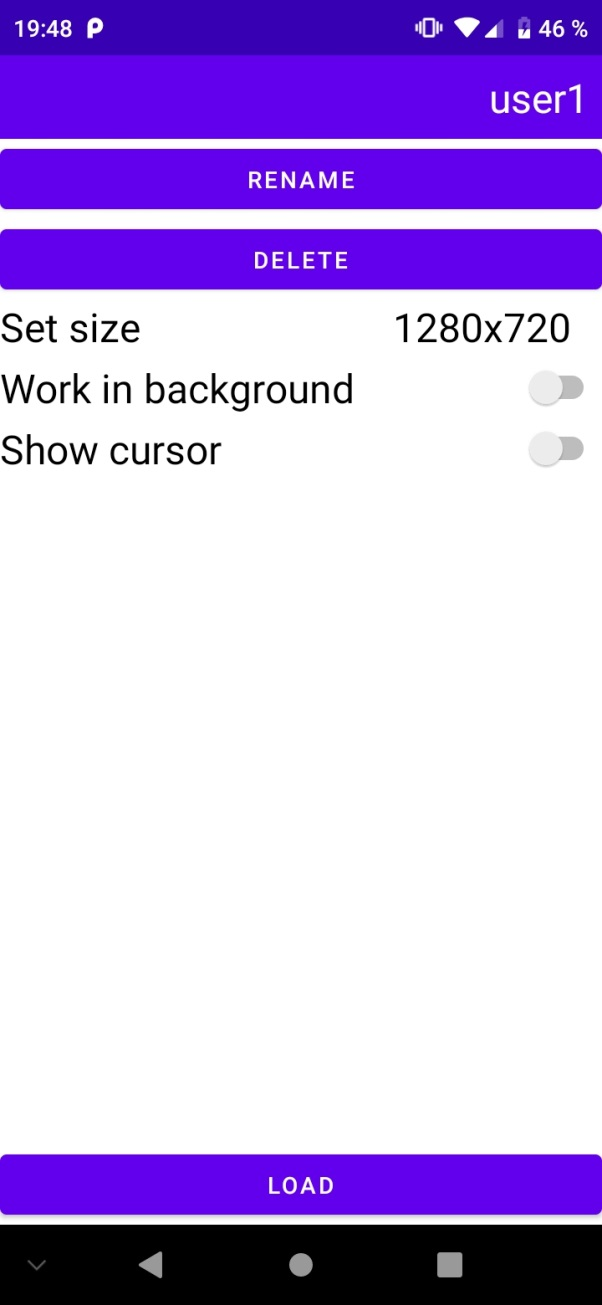 19:48 46 %
user1
RENAME
DELETE
Set size 1280x720
Work in background
Show cursor
LOAD